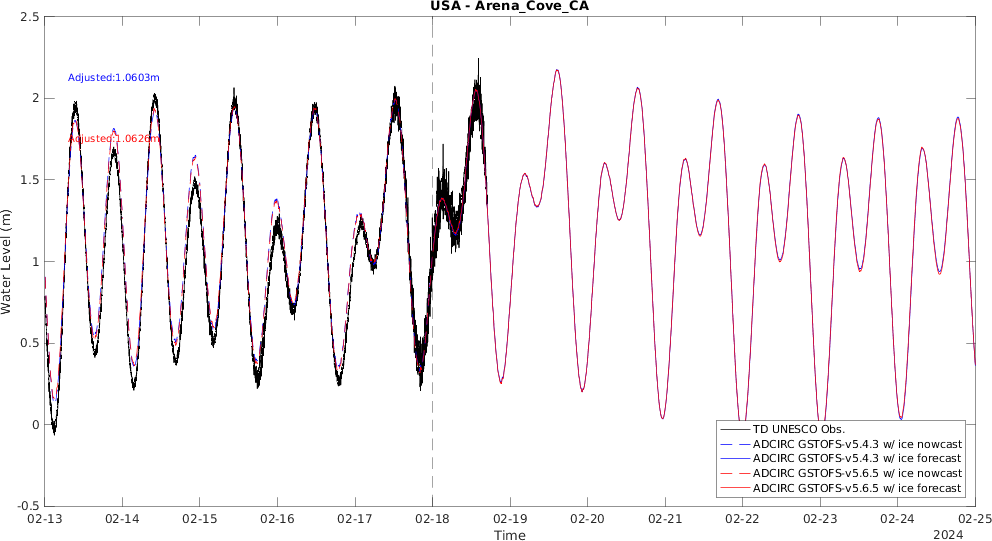 USA - Arena_Cove_CA
Water Level (m)
2.5
2
1.5
1
0.5
0
-0.5
Adjusted:1.0603m
Adjusted:1.0626m
TD UNESCO Obs.
ADCIRC GSTOFS-v5.4.3 w/ ice nowcast
ADCIRC GSTOFS-v5.4.3 w/ ice forecast
ADCIRC GSTOFS-v5.6.5 w/ ice nowcast
ADCIRC GSTOFS-v5.6.5 w/ ice forecast
02-13 02-14 02-15 02-16 02-17 02-18 02-19 02-20 02-21 02-22 02-23 02-24 02-25
Time
2024